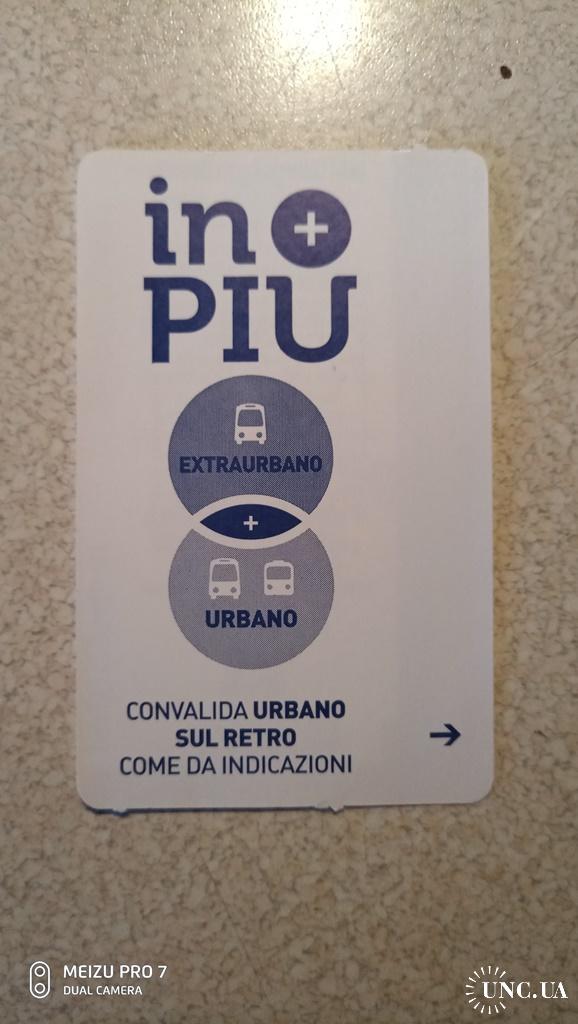 in +
PIU
EXTRAURBANO
+
URBANO
CONVALIDA URBANO
SUL RETRO
COME DA INDICAZIONI
→
MEIZU PRO 7
DUAL CAMERA
UNC.UA